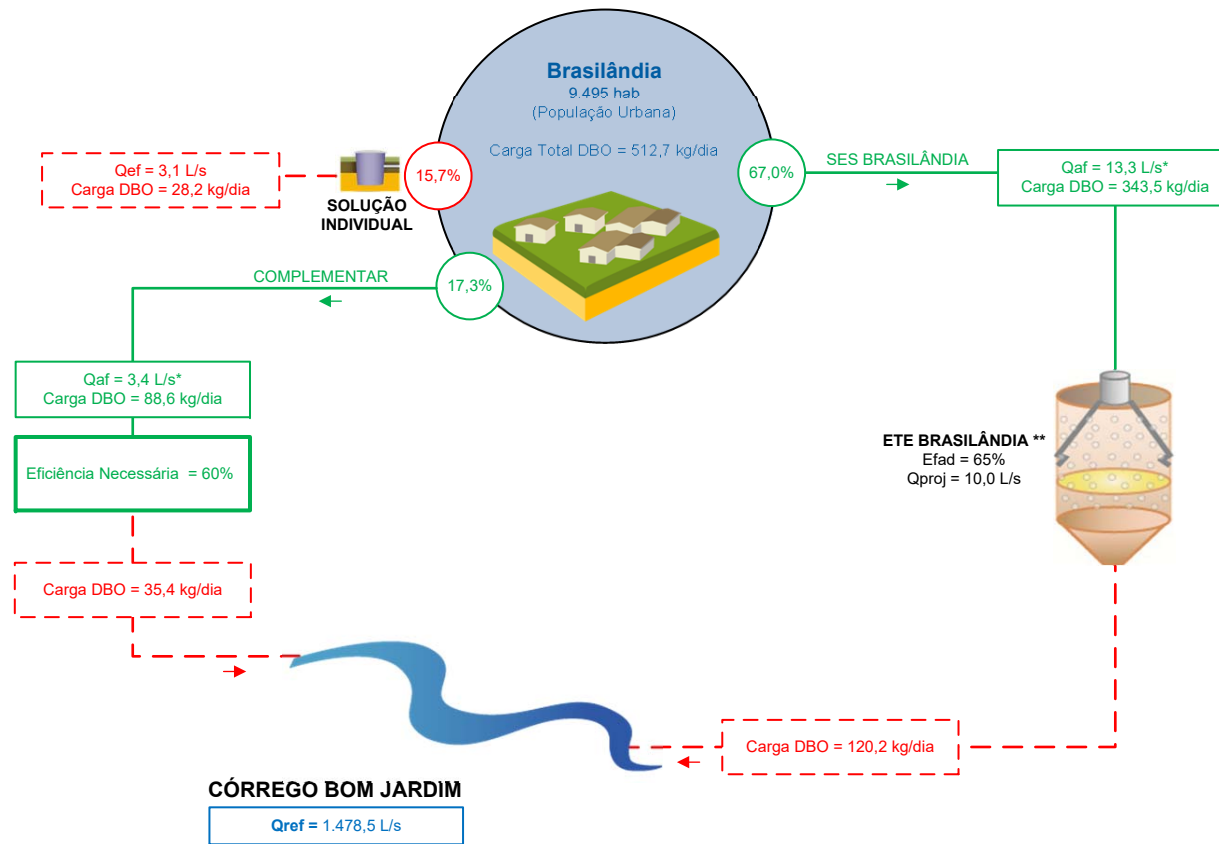 Brasilândia
9.495 hab
(População Urbana)
Carga Total DBO = 512,7 kg/dia
Qef = 3,1 L/s
Carga DBO = 28,2 kg/dia
SOLUÇÃO
INDIVIDUAL
15,7%
67,0%
SES BRASILÂNDIA
Qaf = 13,3 L/s*
Carga DBO = 343,5 kg/dia
COMPLEMENTAR
17,3%
Qaf = 3,4 L/s*
Carga DBO = 88,6 kg/dia
Eficiência Necessária = 60%
ETE BRASILÂNDIA **
Efad = 65%
Qproj = 10,0 L/s
Carga DBO = 35,4 kg/dia
Carga DBO = 120,2 kg/dia
CÓRREGO BOM JARDIM
Qref = 1.478,5 L/s